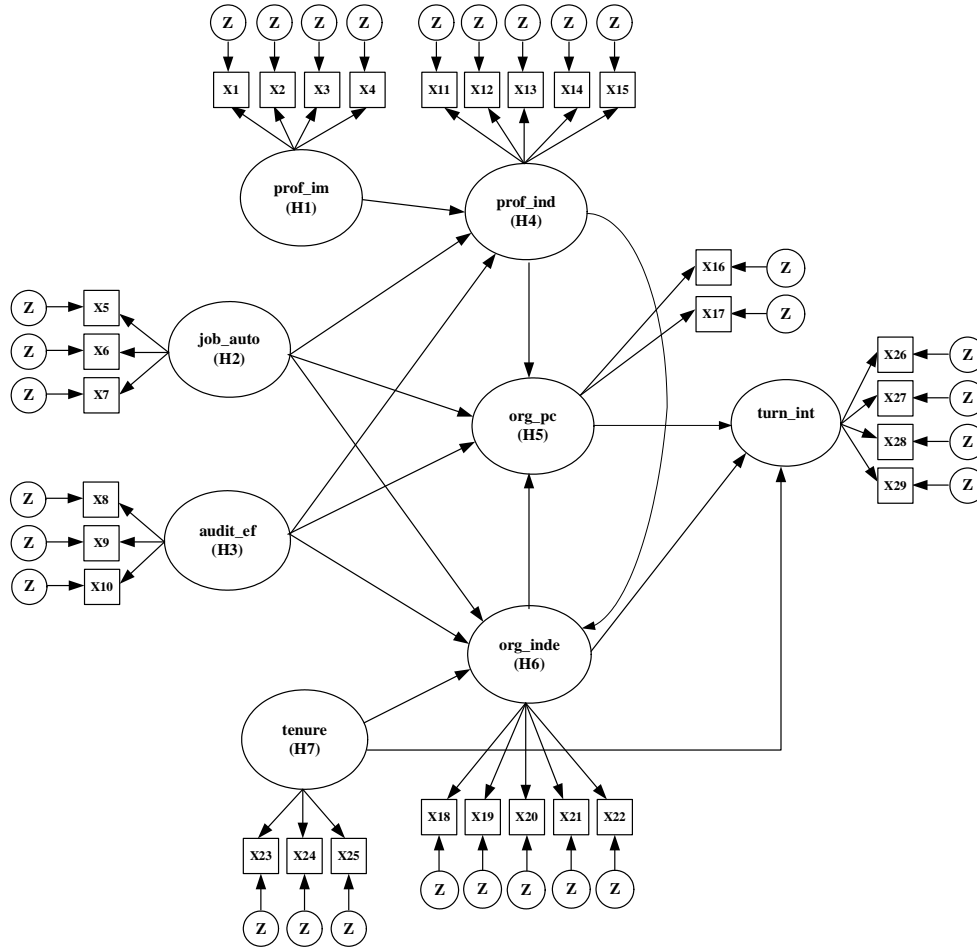 Z Z Z Z Z Z Z Z Z
X1 X2 X3 X4 X11 X12 X13 X14 X15
prof_im
(H1)
prof_ind
(H4)
X16 Z
X17 Z
Z X5
Z X6
Z X7
job_auto
(H2)
org_pc
(H5)
turn_int
X26 Z
X27 Z
X28 Z
X29 Z
Z X8
Z X9
Z X10
audit_ef
(H3)
org_inde
(H6)
tenure
(H7)
X18 X19 X20 X21 X22
Z Z Z Z Z
X23 X24 X25
Z Z Z